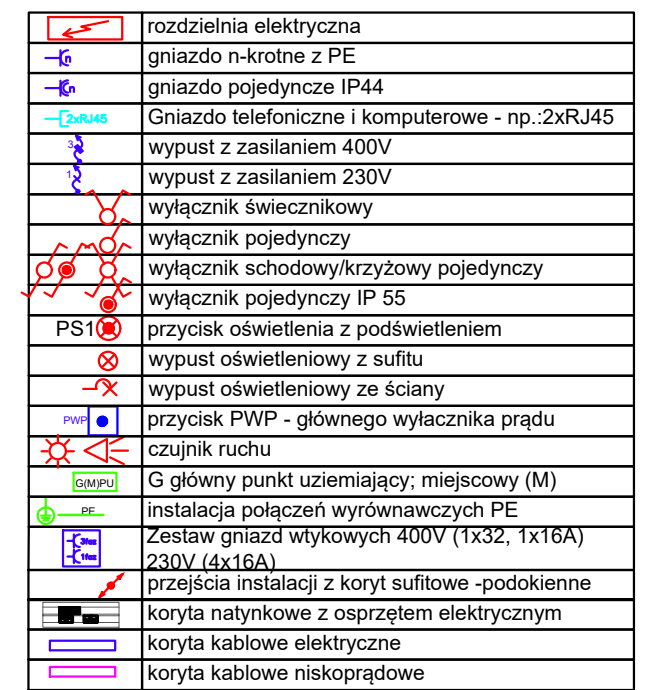 rozdzielnia elektryczna
n gniazdo n-krotne z PE
n gniazdo pojedyncze IP44
2xRJ45 Gniazdo telefoniczne i komputerowe - np.:2xRJ45
3 wypust z zasilaniem 400V
1 wypust z zasilaniem 230V
wyłącznik świecznikowy
wyłącznik pojedynczy
wyłącznik schodowy/krzyżowy pojedynczy
wyłącznik pojedynczy IP 55
PS1 przycisk oświetlenia z podświetleniem
wypust oświetleniowy z sufitu
wypust oświetleniowy ze ściany
PWP przycisk PWP - głównego wyłacznika prądu
czujnik ruchu
G(M)PU G główny punkt uziemiający; miejscowy (M)
PE instalacja połączeń wyrównawczych PE
3faz Zestaw gniazd wtykowych 400V (1x32, 1x16A)
1faz 230V (4x16A)
przejścia instalacji z koryt sufitowe -podokienne
koryta natynkowe z osprzętem elektrycznym
koryta kablowe elektryczne
koryta kablowe niskoprądowe